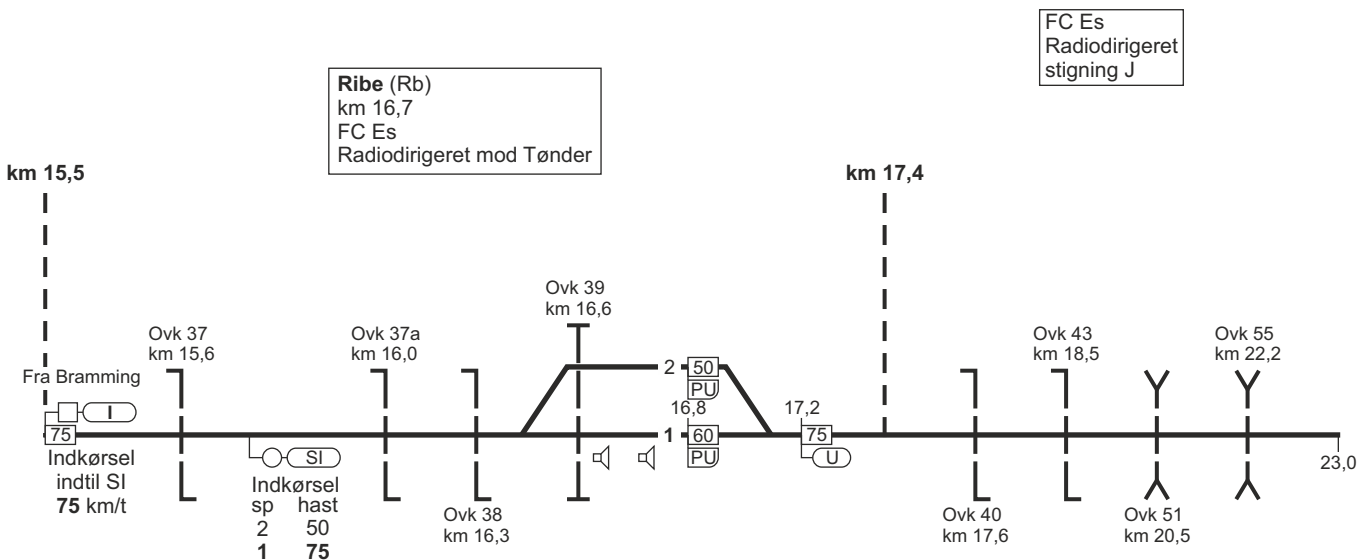 FC Es
Radiodirigeret
stigning J
Ribe (Rb)
km 16,7
FC Es
Radiodirigeret mod Tønder
km 15,5
km 17,4
Ovk 39
km 16,6
Ovk 37
km 15,6
Ovk 37a
km 16,0
Ovk 43
km 18,5
Ovk 55
km 22,2
Fra Bramming
2
50
PU
I
16,8
17,2
75
1
60
75
PU
U
SI
23,0
Indkørsel
indtil SI
75 km/t
Indkørsel
sp hast
2 50
1 75
Ovk 38
km 16,3
Ovk 40
km 17,6
Ovk 51
km 20,5